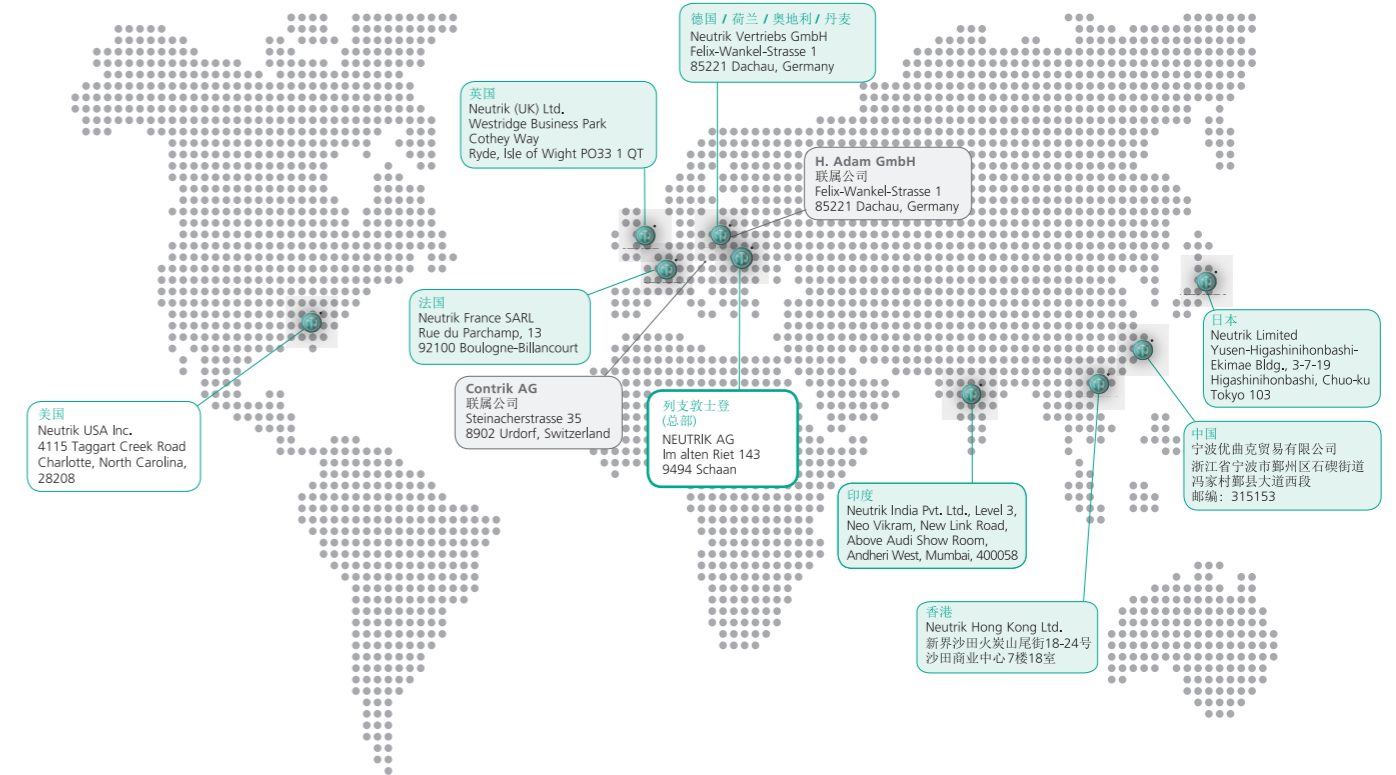 德国 / 荷兰 / 奥地利 / 丹麦
Neutrik Vertriebs GmbH
Felix-Wankel-Strasse 1
85221 Dachau, Germany
英国
Neutrik (UK) Ltd.
Westridge Business Park
Cothey Way
Ryde, Isle of Wight PO33 1 QT
H. Adam GmbH
联属公司
Felix-Wankel-Strasse 1
85221 Dachau, Germany
法国
Neutrik France SARL
Rue du Parchamp, 13
92100 Boulogne-Billancourt
日本
Neutrik Limited
Yusen-Higashinihonbashi-
Ekimae Bldg., 3-7-19
Higashinihonbashi, Chuo-ku
Tokyo 103
Contrik AG
联属公司
Steinacherstrasse 35
8902 Urdorf, Switzerland
列支敦士登
(总部)
NEUTRIK AG
Im alten Riet 143
9494 Schaan
美国
Neutrik USA Inc.
4115 Taggart Creek Road
Charlotte, North Carolina,
28208
中国
宁波优曲克贸易有限公司
浙江省宁波市鄞州区石碶街道
冯家村鄞县大道西段
邮编: 315153
印度
Neutrik India Pvt. Ltd., Level 3,
Neo Vikram, New Link Road,
Above Audi Show Room,
Andheri West, Mumbai, 400058
香港
Neutrik Hong Kong Ltd.
新界沙田火炭山尾街18-24号
沙田商业中心7楼18室